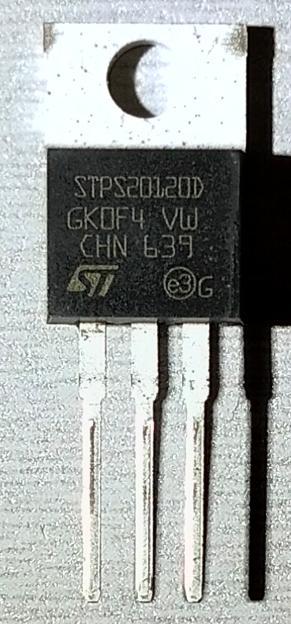 STPS20120D
GK0F4 VW
CHN 639
ST e3 G